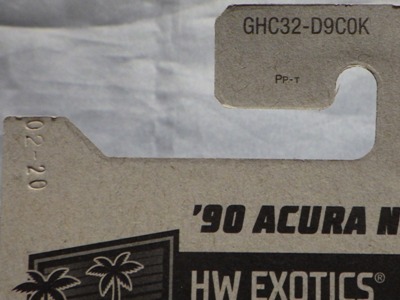 GHC32-D9C0K
PP-T
02-20
'90 ACURA N
HW EXOTICS®